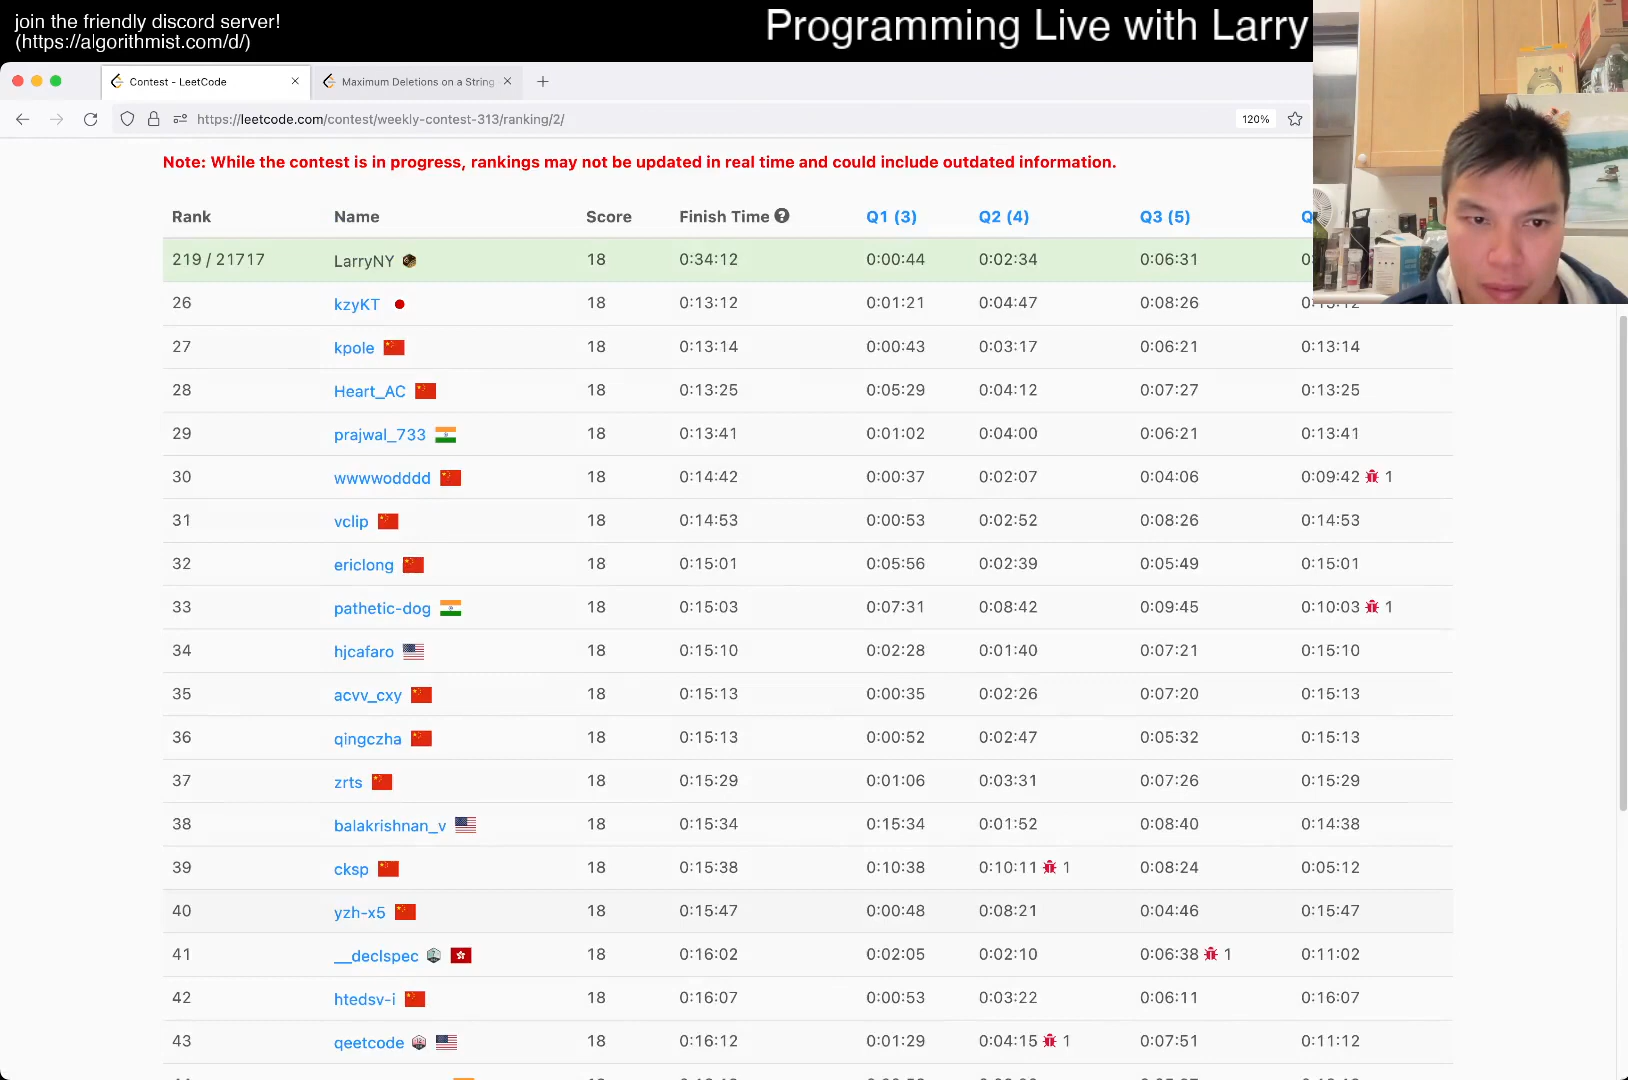 join the friendly discord server!
(https://algorithmist.com/d/)
Programming Live with Larry
Contest - LeetCode
Maximum Deletions on a String
https://leetcode.com/contest/weekly-contest-313/ranking/2/
120%
Note: While the contest is in progress, rankings may not be updated in real time and could include outdated information.
Rank Name Score Finish Time Q1 (3) Q2 (4) Q3 (5)
219 / 21717 LarryNY 18 0:34:12 0:00:44 0:02:34 0:06:31
26 kzyKT 18 0:13:12 0:01:21 0:04:47 0:08:26 0:13:12
27 kpole 18 0:13:14 0:00:43 0:03:17 0:06:21 0:13:14
28 Heart_AC 18 0:13:25 0:05:29 0:04:12 0:07:27 0:13:25
29 prajwal_733 18 0:13:41 0:01:02 0:04:00 0:06:21 0:13:41
30 wwwwodddd 18 0:14:42 0:00:37 0:02:07 0:04:06 0:09:42 1
31 vclip 18 0:14:53 0:00:53 0:02:52 0:08:26 0:14:53
32 ericlong 18 0:15:01 0:05:56 0:02:39 0:05:49 0:15:01
33 pathetic-dog 18 0:15:03 0:07:31 0:08:42 0:09:45 0:10:03 1
34 hjcafaro 18 0:15:10 0:02:28 0:01:40 0:07:21 0:15:10
35 acvv_cxy 18 0:15:13 0:00:35 0:02:26 0:07:20 0:15:13
36 qingczha 18 0:15:13 0:00:52 0:02:47 0:05:32 0:15:13
37 zrts 18 0:15:29 0:01:06 0:03:31 0:07:26 0:15:29
38 balakrishnan_v 18 0:15:34 0:15:34 0:01:52 0:08:40 0:14:38
39 cksp 18 0:15:38 0:10:38 0:10:11 1 0:08:24 0:05:12
40 yzh-x5 18 0:15:47 0:00:48 0:08:21 0:04:46 0:15:47
41 __declspec 18 0:16:02 0:02:05 0:02:10 0:06:38 1 0:11:02
42 htedsv-i 18 0:16:07 0:00:53 0:03:22 0:06:11 0:16:07
43 qeetcode 18 0:16:12 0:01:29 0:04:15 1 0:07:51 0:11:12